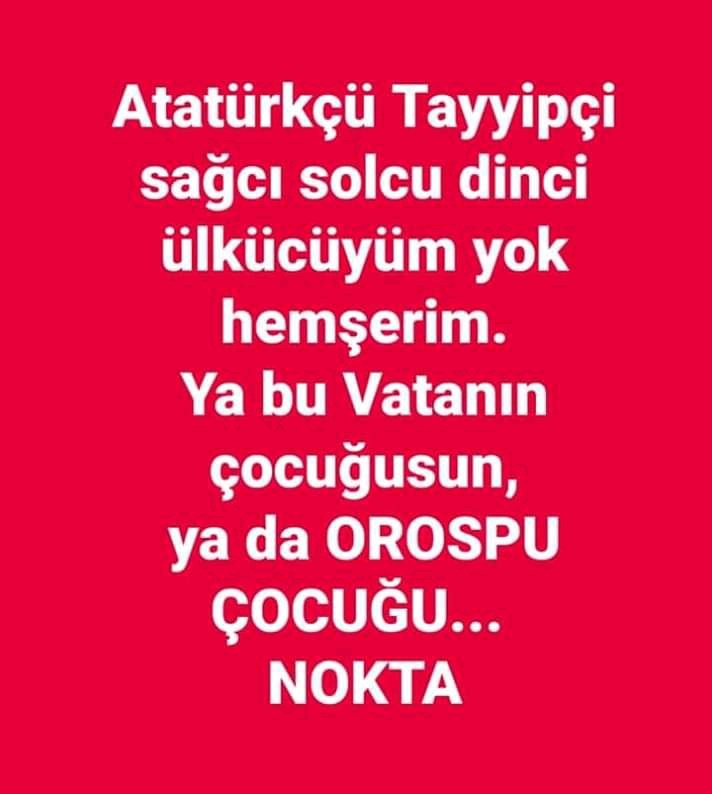 Atatürkçü Tayyipçi
sağcı solcu dinci
ülkücüyüm yok
hemşerim.
Ya bu Vatanın
çocuğusun,
ya da OROSPU
ÇOCUĞU...
NOKTA